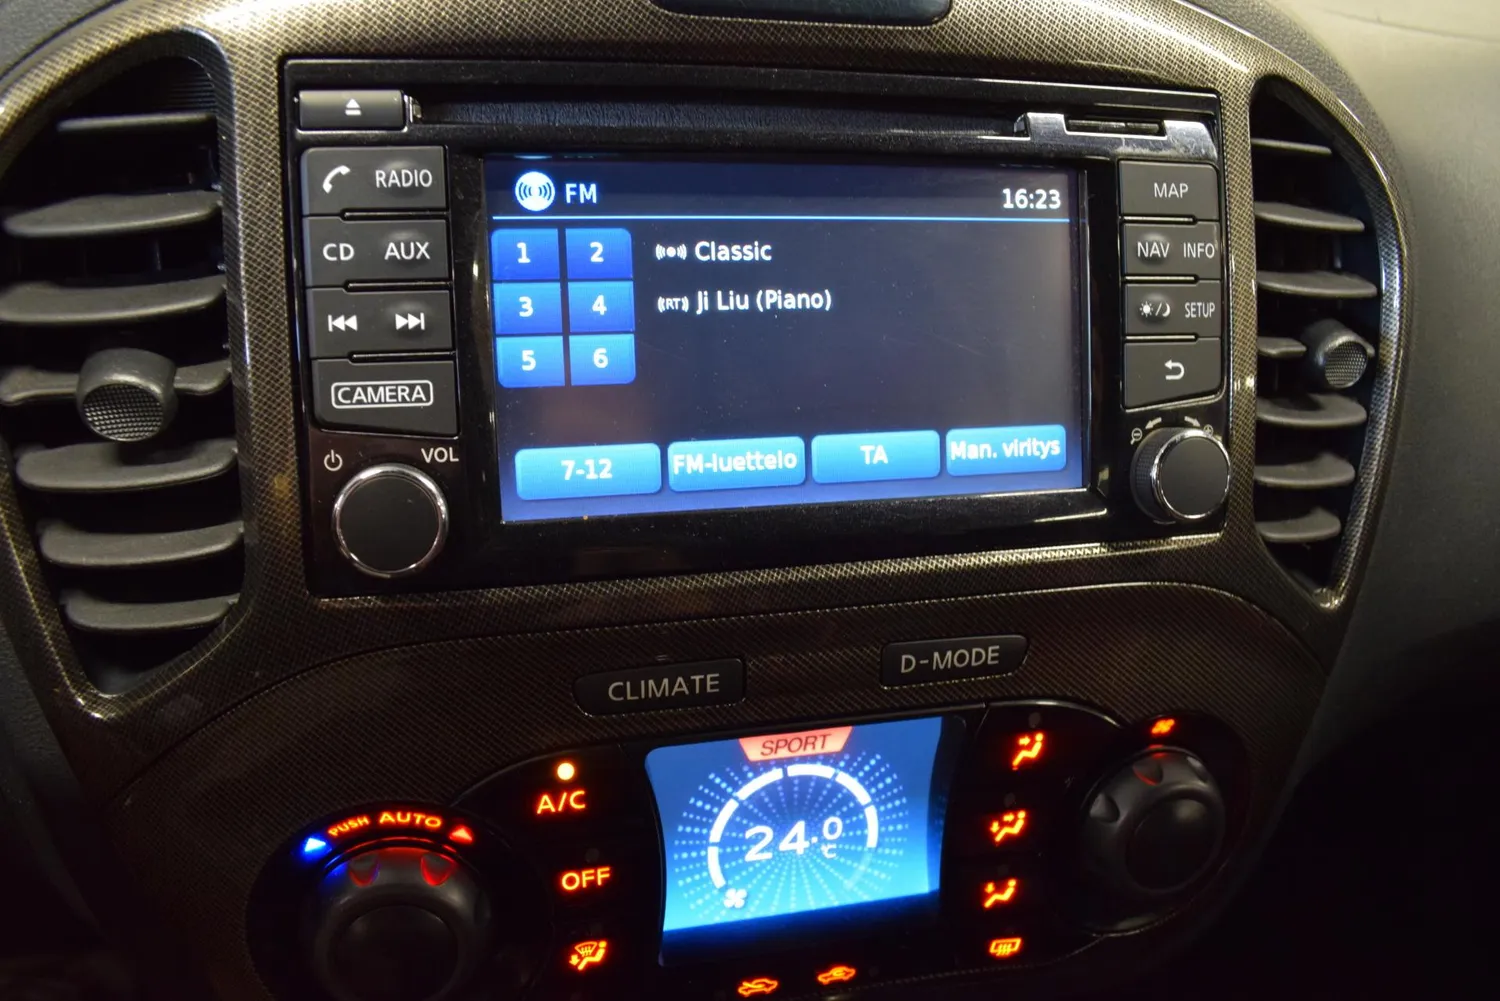 RADIO
CD AUX
CAMERA
VOL
FM
16:23
1 2
3 4
5 6
Classic
(RT) Ji Liu (Piano)
7-12 FM-luettelo TA Man. viritys
MAP
NAV INFO
SETUP
CLIMATE
D-MODE
PUSH AUTO
A/C
OFF
SPORT
24.0
°C